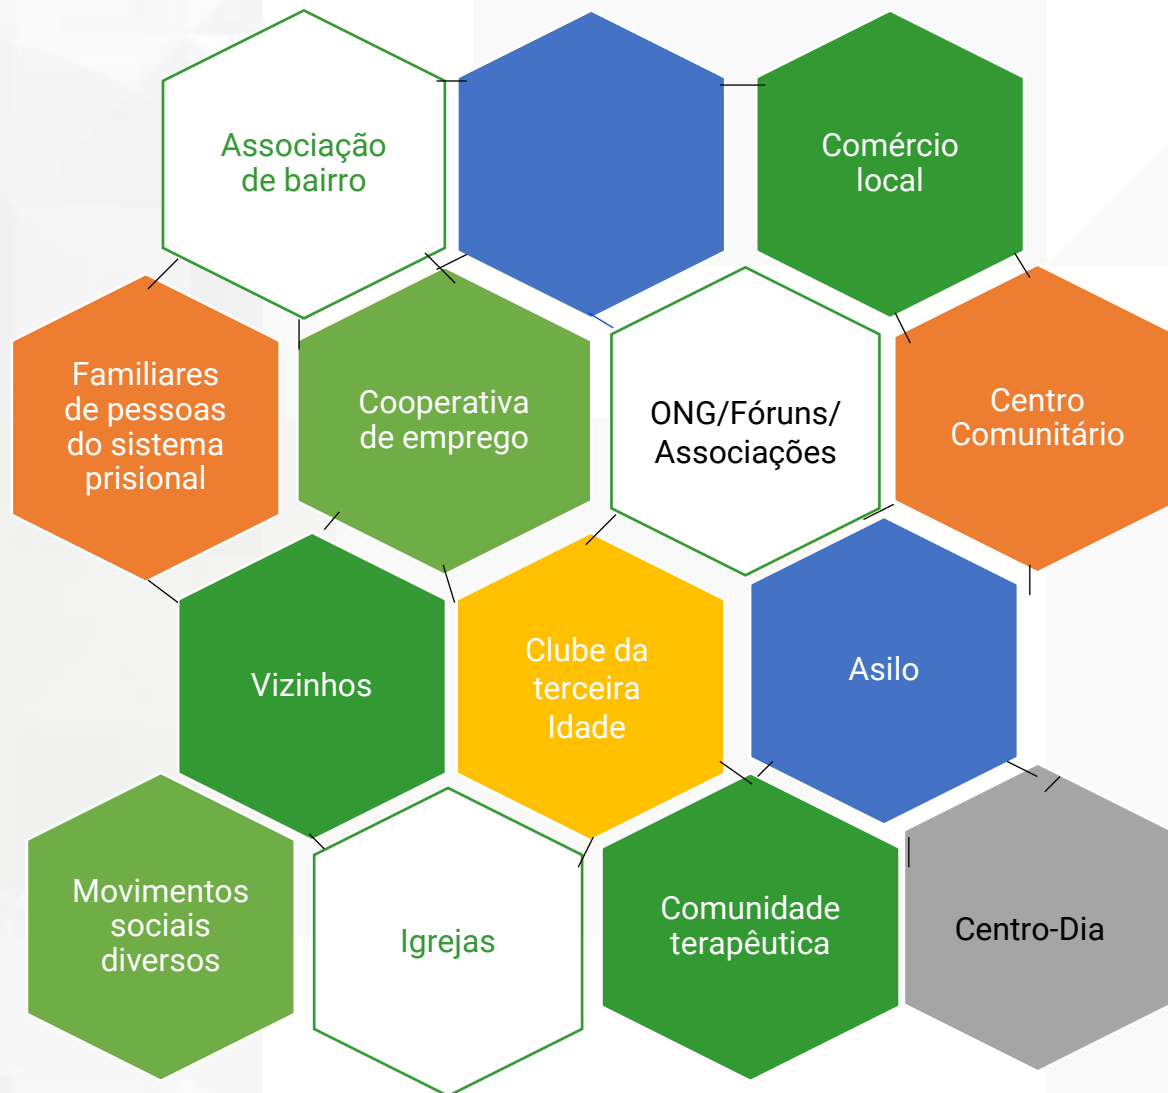 Associação
de bairro
Comércio
local
Familiares
de pessoas
do sistema
prisional
Cooperativa
de emprego
ONG/Fóruns/
Associações
Centro
Comunitário
Vizinhos
Clube da
terceira
Idade
Asilo
Movimentos
sociais
diversos
Igrejas
Comunidade
terapêutica
Centro-Dia